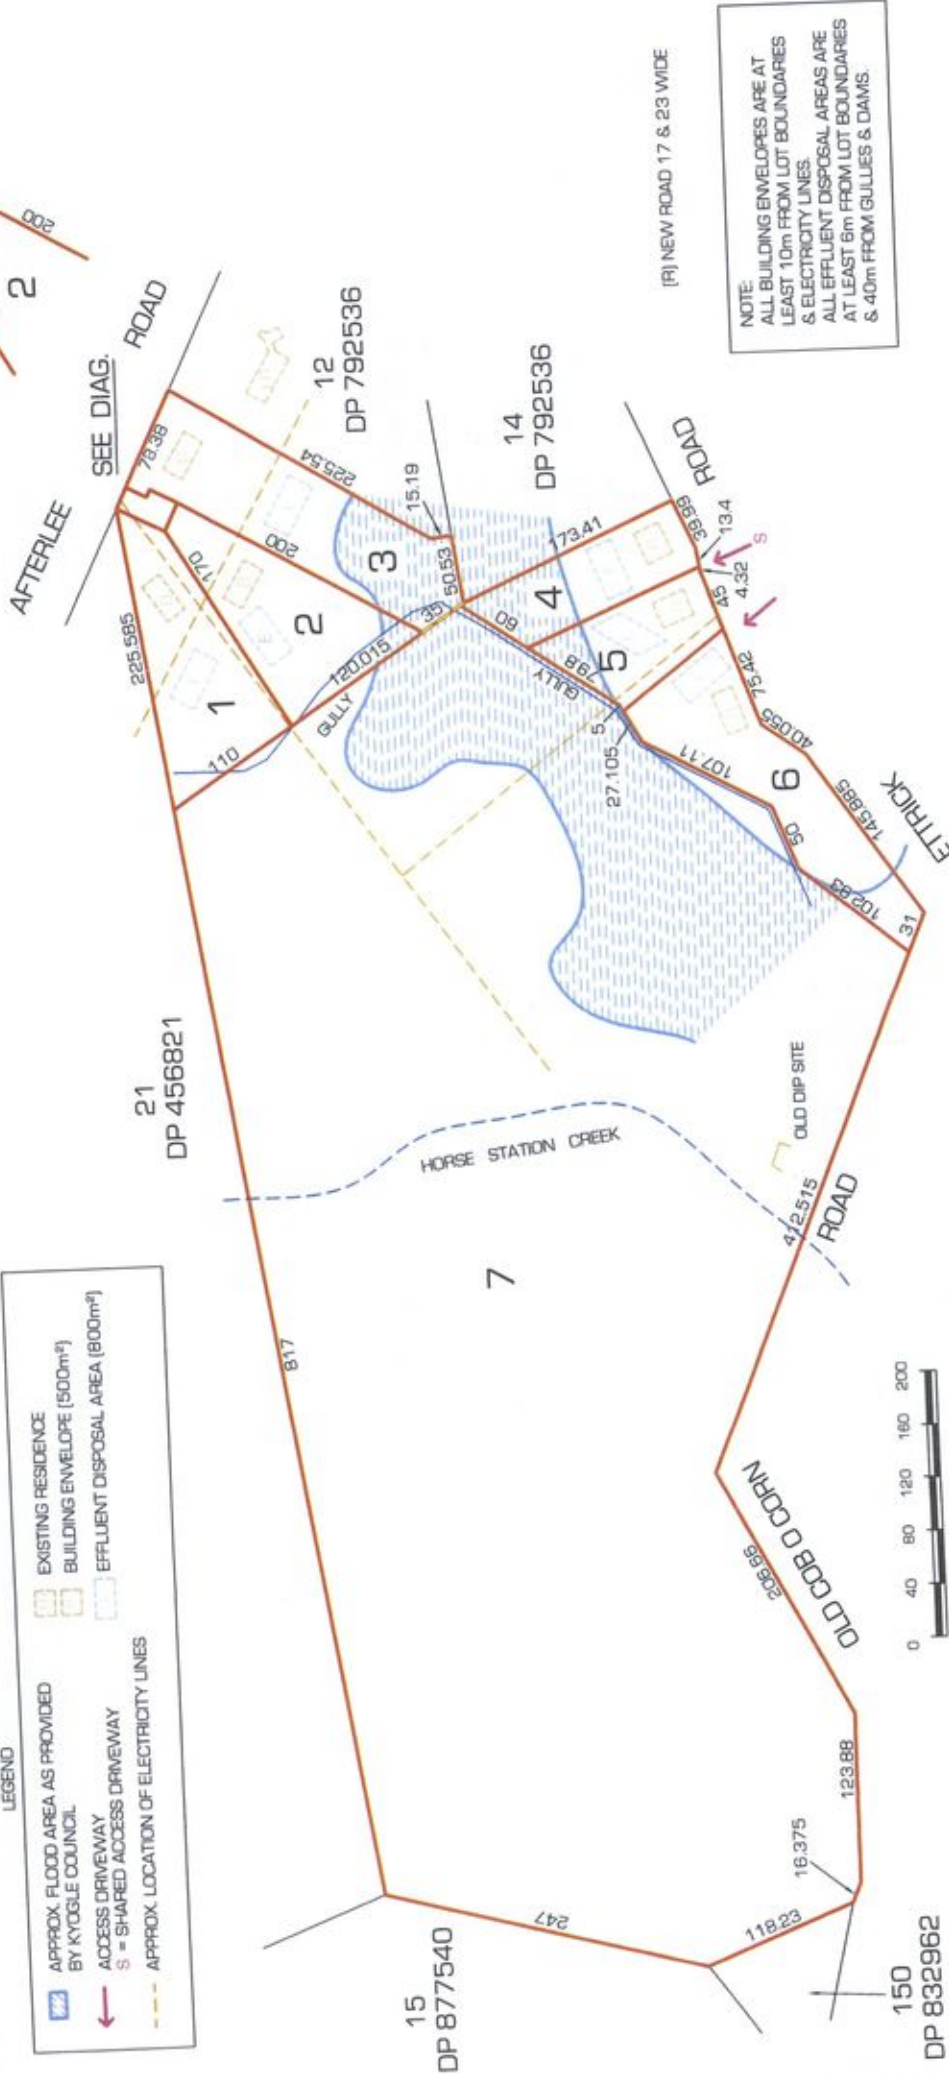 LEGEND
APPROX. FLOOD AREA AS PROVIDED
BY KYOGLE COUNCIL
ACCESS DRIVEWAY
S = SHARED ACCESS DRIVEWAY
APPROX. LOCATION OF ELECTRICITY LINES
EXISTING RESIDENCE
BUILDING ENVELOPE (500m²)
EFFLUENT DISPOSAL AREA (800m²)
15
DP 877540
150
DP 832962
21
DP 456821
12
DP 792536
14
DP 792536
AFTERLEE
ROAD
SEE DIAG.
2
200
78.38
225.585
170
200
225.54
15.19
1
2
3
4
5
6
7
110
GULLY
120.015
35
50.53
173.41
60
79.8
GULLY
5
27.105
107.11
50
102.83
31
145.885
40.055
75.42
45
4.32
13.4
39.99
S
ROAD
ETTRICK
817
HORSE STATION CREEK
OLD DIP SITE
412.515
ROAD
OLD COB O CORN
206.66
123.88
16.375
118.23
247
0 40 80 120 160 200
(R) NEW ROAD 17 & 23 WIDE
NOTE:
ALL BUILDING ENVELOPES ARE AT
LEAST 10m FROM LOT BOUNDARIES
& ELECTRICITY LINES.
ALL EFFLUENT DISPOSAL AREAS ARE
AT LEAST 6m FROM LOT BOUNDARIES
& 40m FROM GULLIES & DAMS.